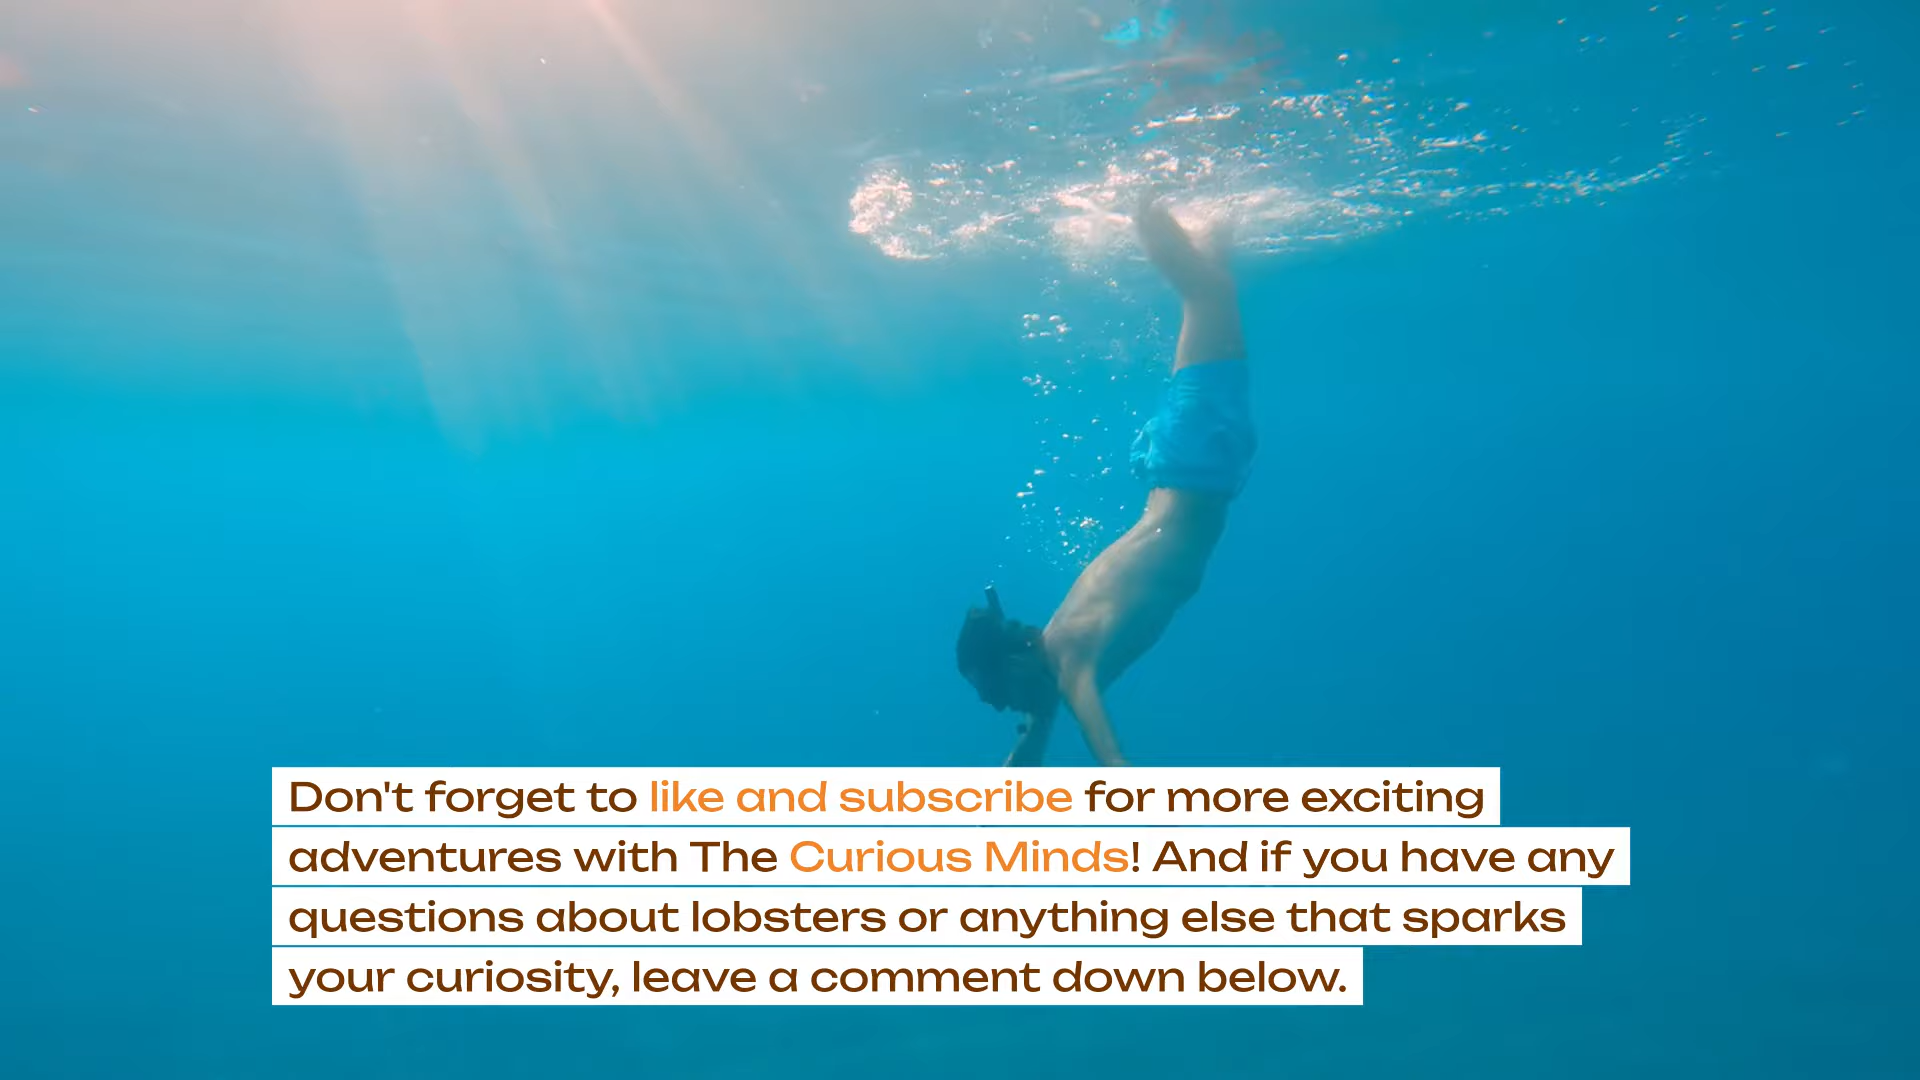 Don't forget to like and subscribe for more exciting
adventures with The Curious Minds! And if you have any
questions about lobsters or anything else that sparks
your curiosity, leave a comment down below.